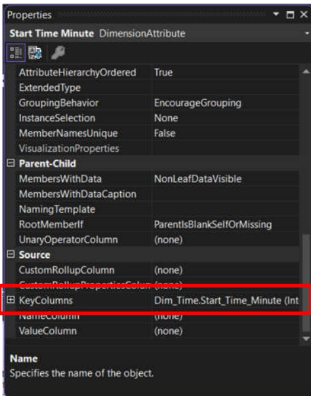 Properties
Start Time Minute DimensionAttribute
AttributeHierarchyOrdered True
ExtendedType
GroupingBehavior EncourageGrouping
InstanceSelection None
MemberNamesUnique False
VisualizationProperties
Parent-Child
MembersWithData NonLeafDataVisible
MembersWithDataCaption
NamingTemplate
RootMemberIf ParentIsBlankSelfOrMissing
UnaryOperatorColumn (none)
Source
CustomRollupColumn (none)
CustomRollupPropertiesColun (none)
KeyColumns Dim_Time.Start_Time_Minute (Int
NameColumn (none)
ValueColumn (none)
Name
Specifies the name of the object.